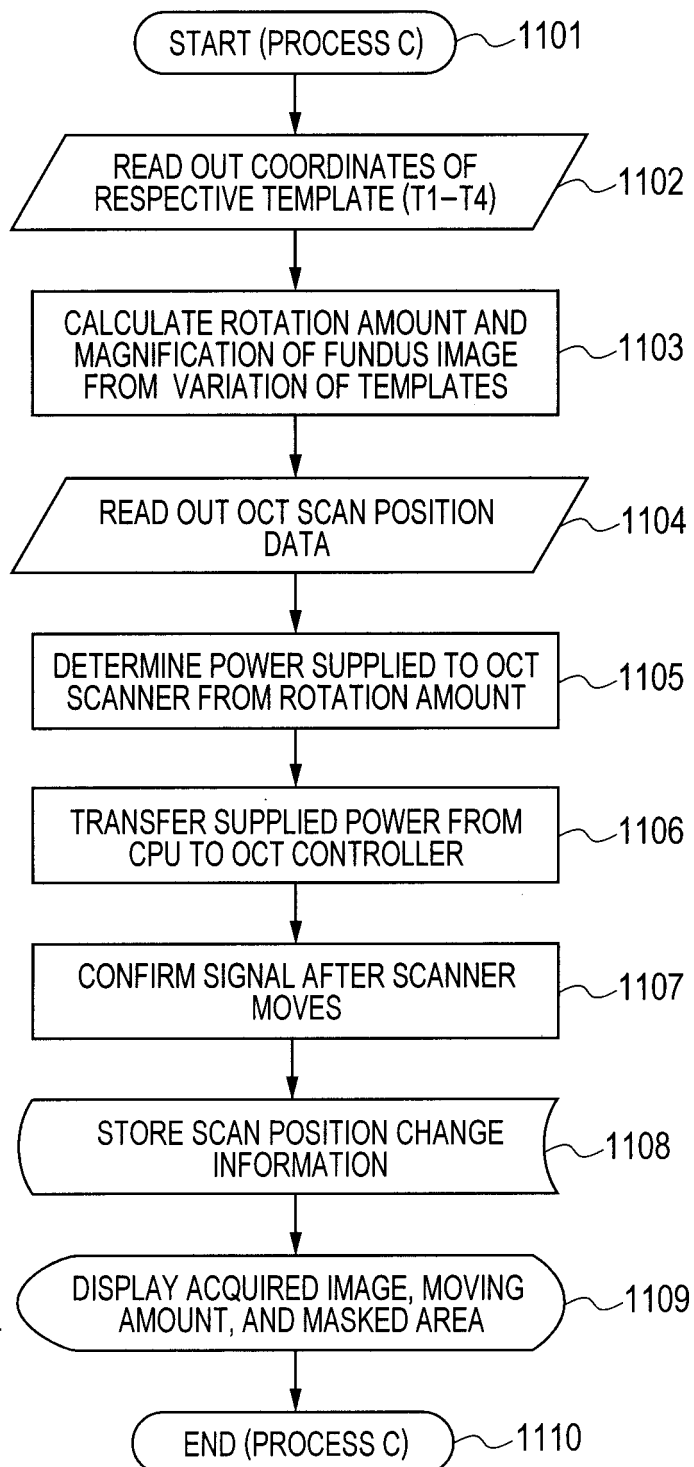 START (PROCESS C)
1101
READ OUT COORDINATES OF
RESPECTIVE TEMPLATE (T1–T4)
1102
CALCULATE ROTATION AMOUNT AND
MAGNIFICATION OF FUNDUS IMAGE
FROM VARIATION OF TEMPLATES
1103
READ OUT OCT SCAN POSITION
DATA
1104
DETERMINE POWER SUPPLIED TO OCT
SCANNER FROM ROTATION AMOUNT
1105
TRANSFER SUPPLIED POWER FROM
CPU TO OCT CONTROLLER
1106
CONFIRM SIGNAL AFTER SCANNER
MOVES
1107
STORE SCAN POSITION CHANGE
INFORMATION
1108
DISPLAY ACQUIRED IMAGE, MOVING
AMOUNT, AND MASKED AREA
1109
END (PROCESS C)
1110